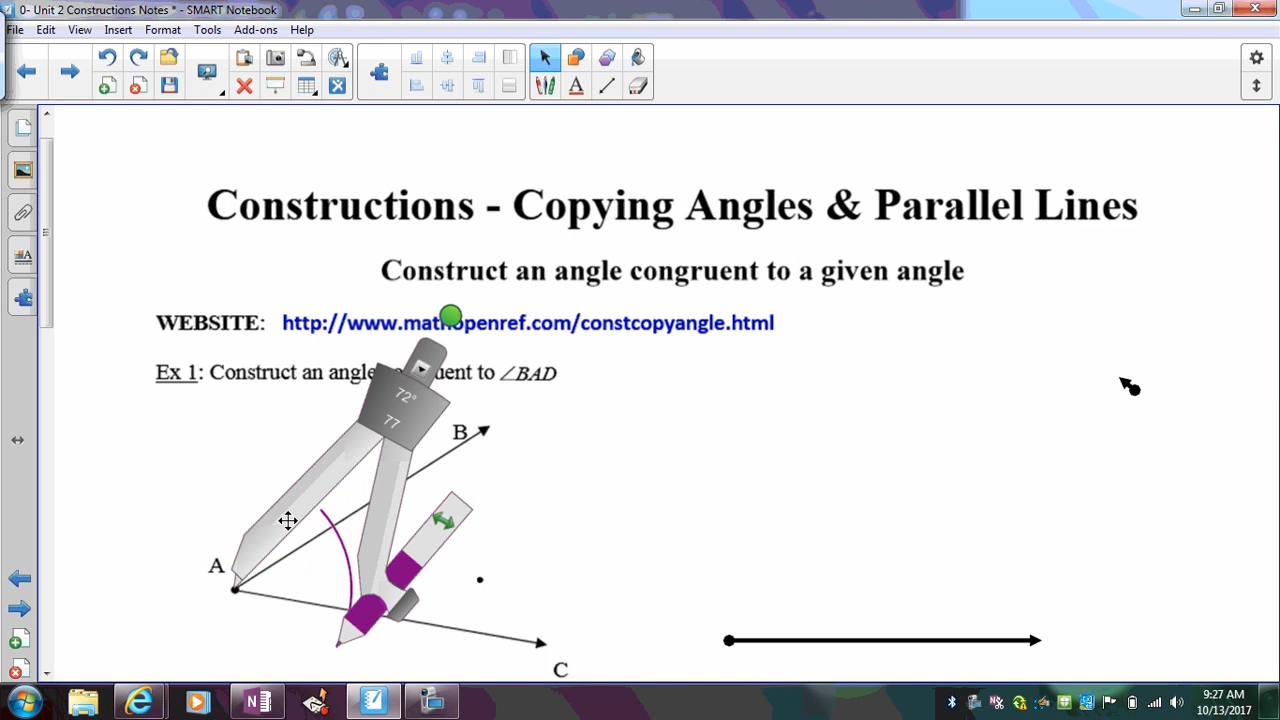 0- Unit 2 Constructions Notes * - SMART Notebook
File Edit View Insert Format Tools Add-ons Help
Constructions - Copying Angles & Parallel Lines
Construct an angle congruent to a given angle
WEBSITE: http://www.mathopenref.com/constcopyangle.html
Ex 1: Construct an angle uent to ∠BAD
72°
77
B
A
C
9:27 AM
10/13/2017